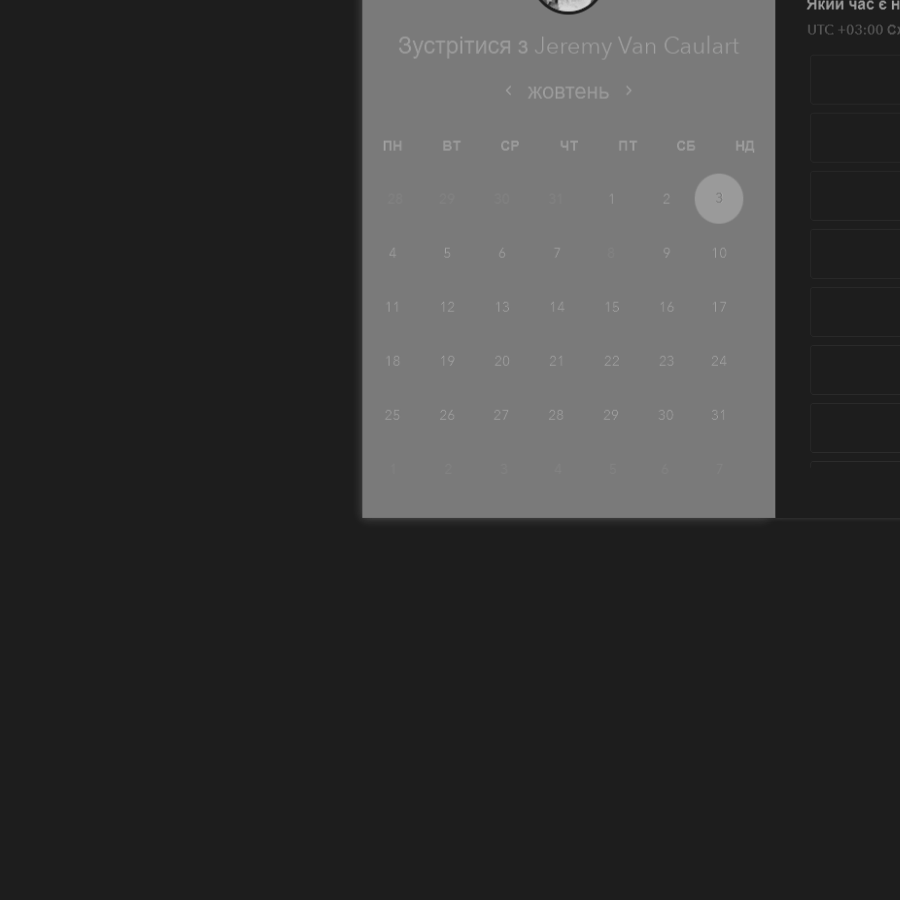 Зустрітися з Jeremy Van Caulart
‹ жовтень ›
ПН ВТ СР ЧТ ПТ СБ НД
28 29 30 31 1 2 3
4 5 6 7 8 9 10
11 12 13 14 15 16 17
18 19 20 21 22 23 24
25 26 27 28 29 30 31
1 2 3 4 5 6 7
Який час є
UTC +03:00